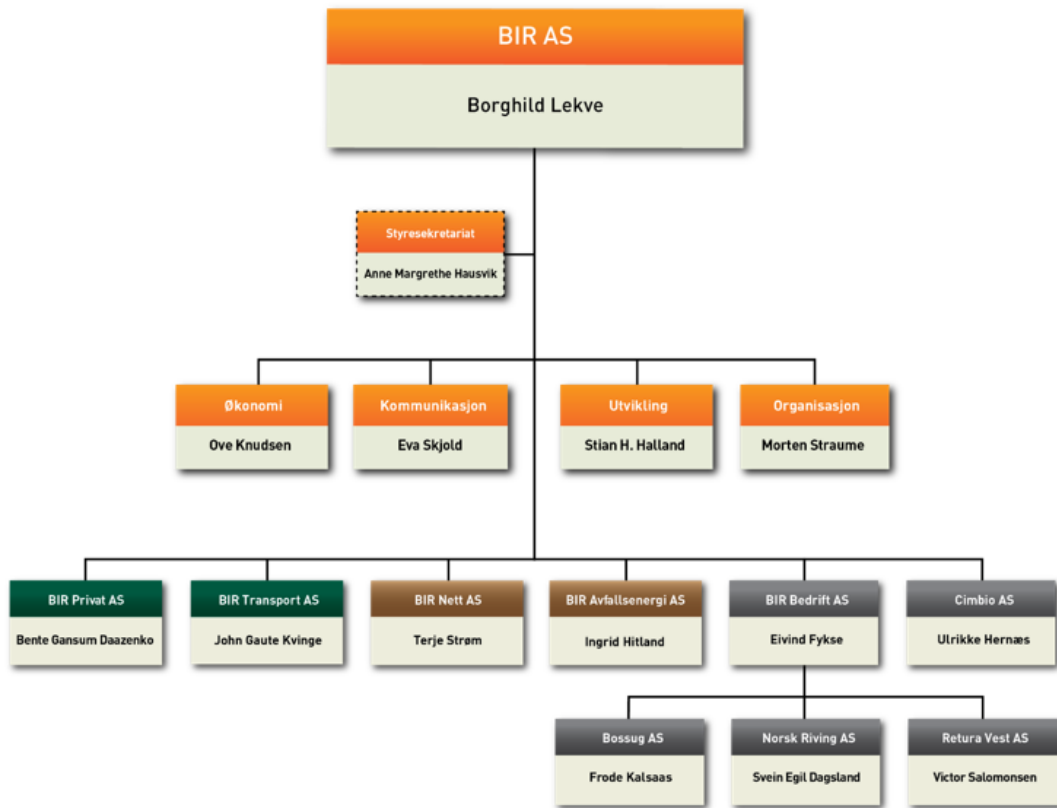 BIR AS
Borghild Lekve
Styresekretariat
Anne Margrethe Hausvik
Økonomi
Ove Knudsen
Kommunikasjon
Eva Skjold
Utvikling
Stian H. Halland
Organisasjon
Morten Straume
BIR Privat AS
Bente Gansum Daazenko
BIR Transport AS
John Gaute Kvinge
BIR Nett AS
Terje Strøm
BIR Avfallsenergi AS
Ingrid Hitland
BIR Bedrift AS
Eivind Fykse
Cimbio AS
Ulrikke Hernæs
Bossug AS
Frode Kalsaas
Norsk Riving AS
Svein Egil Dagsland
Retura Vest AS
Victor Salomonsen